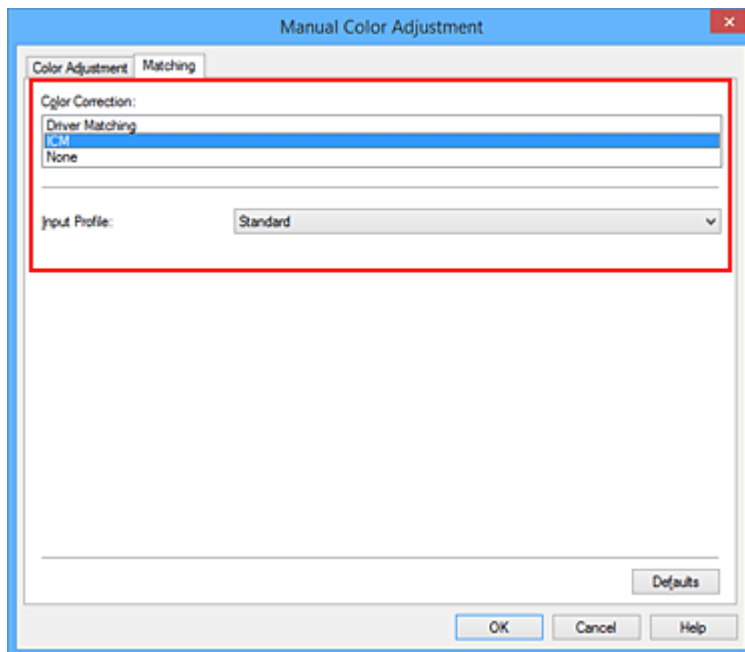 Manual Color Adjustment
Color Adjustment Matching
Color Correction:
Driver Matching
ICM
None
Input Profile: Standard
Defaults
OK Cancel Help